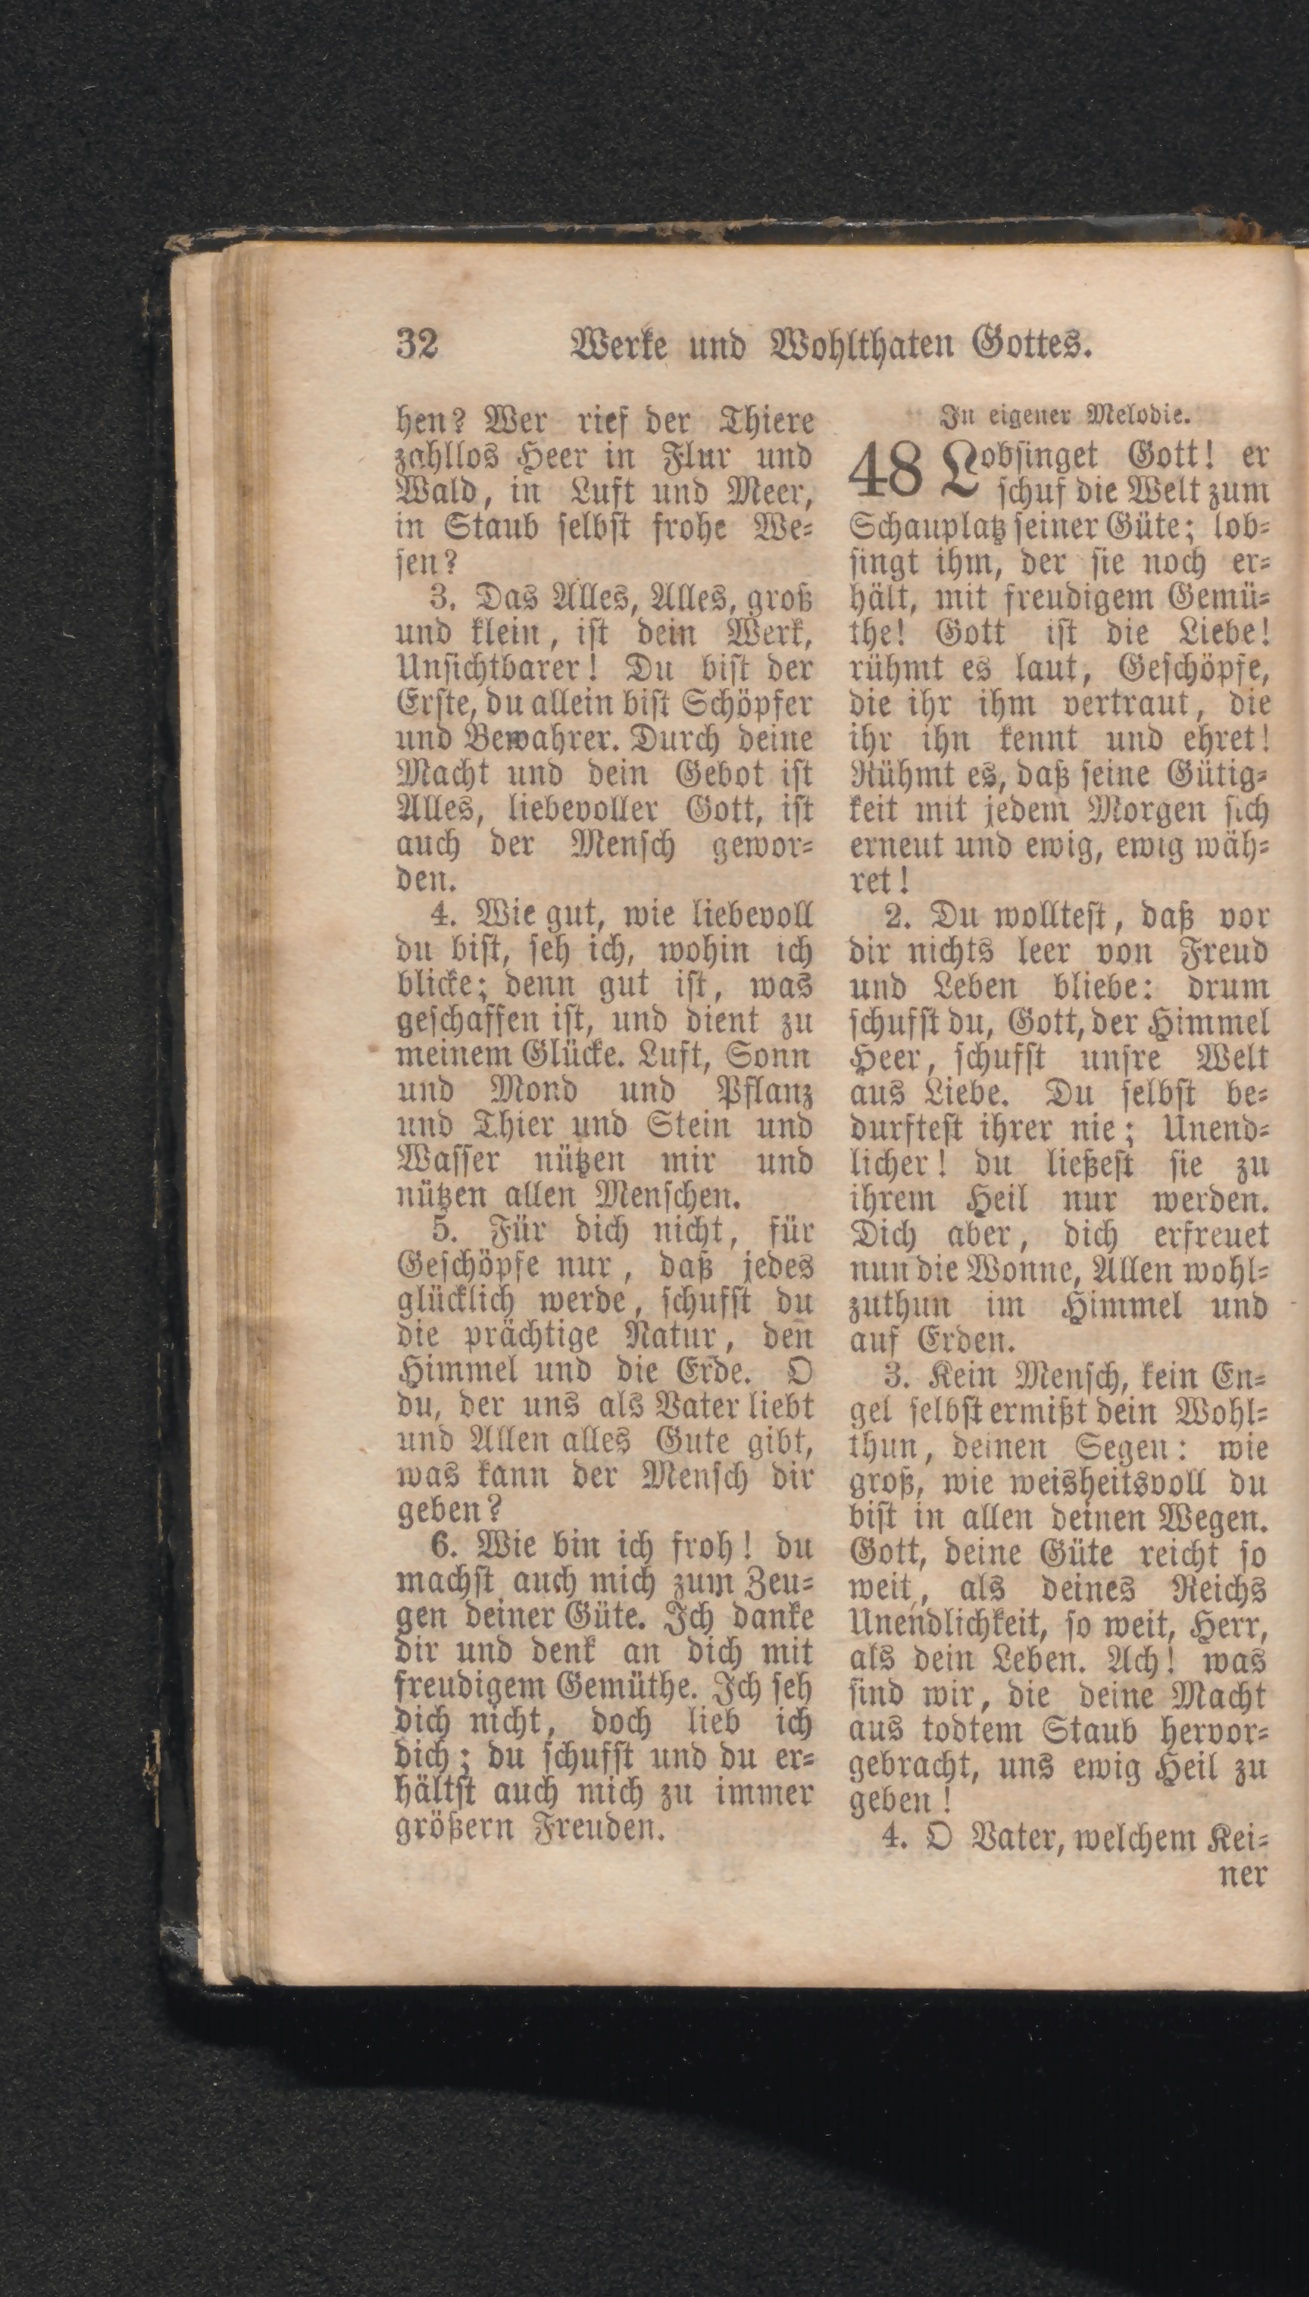 32 Werke und Wohlthaten Gottes.
hen? Wer rief der Thiere
zahllos Heer in Flur und
Wald, in Luft und Meer,
in Staub selbst frohe We-
sen?
3. Das Alles, Alles, groß
und klein, ist dein Werk,
Unsichtbarer! Du bist der
Erste, du allein bist Schöpfer
und Bewahrer. Durch deine
Macht und dein Gebot ist
Alles, liebevoller Gott, ist
auch der Mensch gewor-
den.
4. Wie gut, wie liebevoll
du bist, seh ich, wohin ich
blicke; denn gut ist, was
geschaffen ist, und dient zu
meinem Glücke. Luft, Sonn
und Mond und Pflanz
und Thier und Stein und
Wasser nützen mir und
nützen allen Menschen.
5. Für dich nicht, für
Geschöpfe nur, daß jedes
glücklich werde, schufst du
die prächtige Natur, den
Himmel und die Erde. O
du, der uns als Vater liebt
und Allen alles Gute gibt,
was kann der Mensch dir
geben?
6. Wie bin ich froh! du
machst auch mich zum Zeu-
gen deiner Güte. Ich danke
dir und denk an dich mit
freudigem Gemüthe. Ich seh
dich nicht, doch lieb ich
dich; du schufst und du er-
hältst auch mich zu immer
größern Freuden.
In eigener Melodie.
48 Lobsinget Gott! er
schuf die Welt zum
Schauplatz seiner Güte; lob-
singt ihm, der sie noch er-
hält, mit freudigem Gemü-
the! Gott ist die Liebe!
rühmt es laut, Geschöpfe,
die ihr ihm vertraut, die
ihr ihn kennt und ehret!
Rühmt es, daß seine Gütig-
keit mit jedem Morgen sich
erneut und ewig, ewig wäh-
ret!
2. Du wolltest, daß vor
dir nichts leer von Freud
und Leben bliebe: drum
schufst du, Gott, der Himmel
Heer, schufst unsre Welt
aus Liebe. Du selbst be-
durftest ihrer nie; Unend-
licher! du ließest sie zu
ihrem Heil nur werden.
Dich aber, dich erfreuet
nun die Wonne, Allen wohl-
zuthun im Himmel und
auf Erden.
3. Kein Mensch, kein En-
gel selbst ermißt dein Wohl-
thun, deinen Segen: wie
groß, wie weisheitsvoll du
bist in allen deinen Wegen.
Gott, deine Güte reicht so
weit, als deines Reichs
Unendlichkeit, so weit, Herr,
als dein Leben. Ach! was
sind wir, die deine Macht
aus todtem Staub hervor-
gebracht, uns ewig Heil zu
geben!
4. O Vater, welchem Kei-
ner